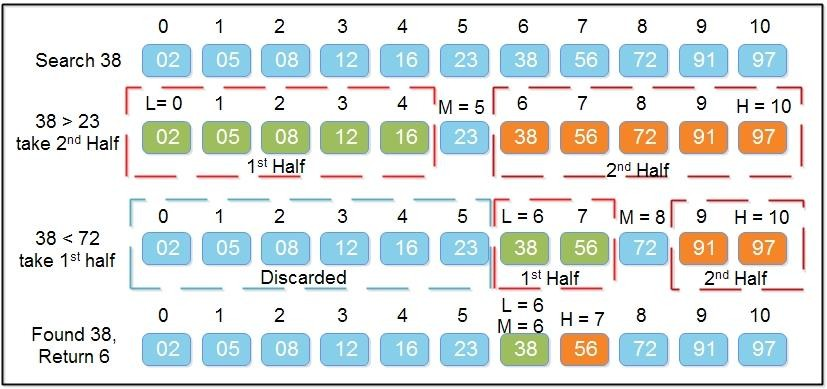 0 1 2 3 4 5 6 7 8 9 10
Search 38 02 05 08 12 16 23 38 56 72 91 97
L= 0 1 2 3 4 M = 5 6 7 8 9 H = 10
38 > 23
take 2nd Half
02 05 08 12 16 23 38 56 72 91 97
1st Half 2nd Half
0 1 2 3 4 5 L = 6 7 M = 8 9 H = 10
38 < 72
take 1st half
02 05 08 12 16 23 38 56 72 91 97
Discarded 1st Half 2nd Half
0 1 2 3 4 5 L = 6 M = 6 H = 7 8 9 10
Found 38,
Return 6
02 05 08 12 16 23 38 56 72 91 97